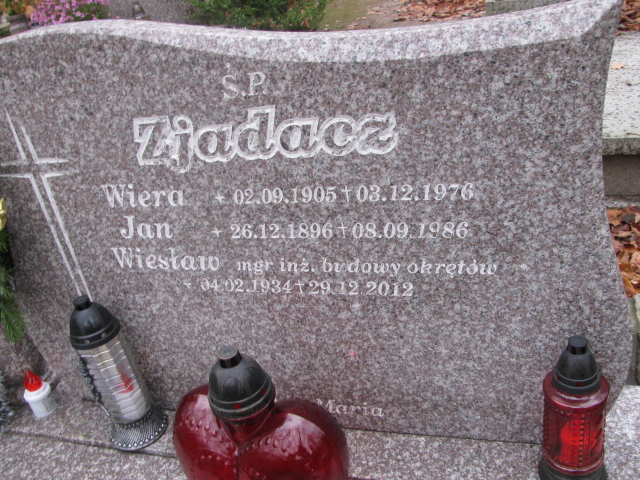 Ś.P.
Zjadacz
Wiera + 02.09.1905 + 03.12.1976
Jan + 26.12.1896 + 08.09.1986
Wiesław mgr inż. budowy okrętów
+ 04.02.1934 + 29.12.2012
Maria